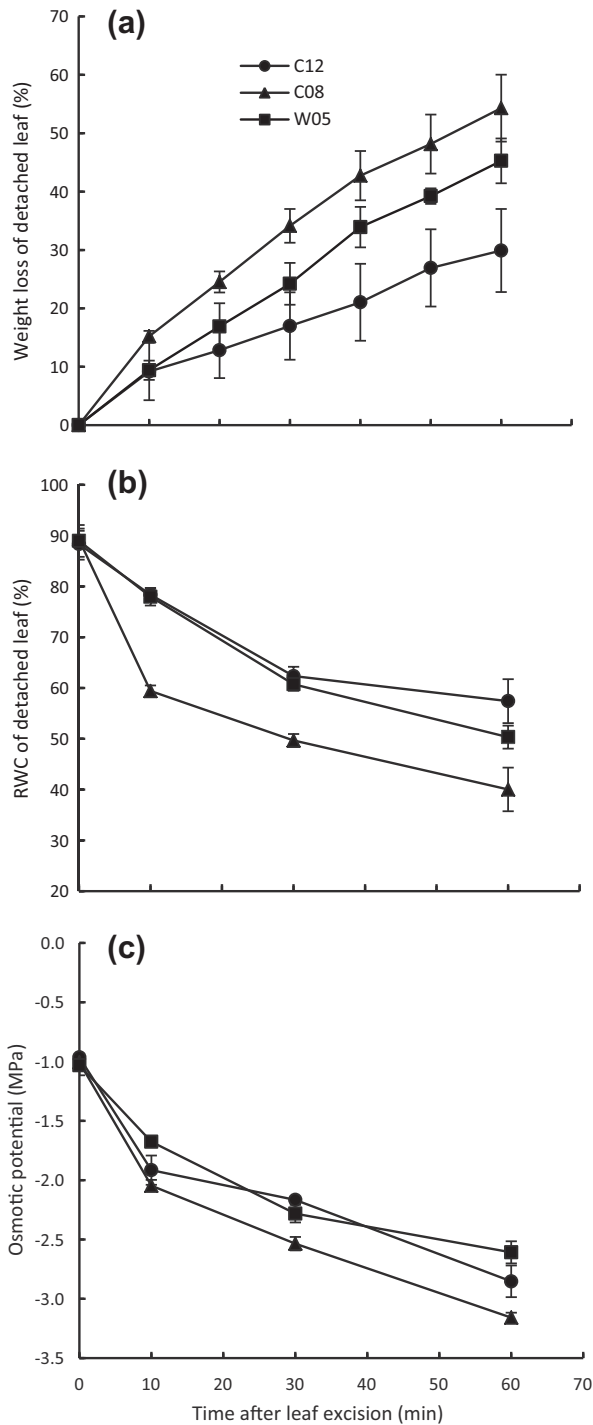 (a)
Weight loss of detached leaf (%)
70
60
50
40
30
20
10
0
C12
C08
W05
(b)
RWC of detached leaf (%)
100
90
80
70
60
50
40
30
20
(c)
Osmotic potential (MPa)
0.0
-0.5
-1.0
-1.5
-2.0
-2.5
-3.0
-3.5
0 10 20 30 40 50 60 70
Time after leaf excision (min)